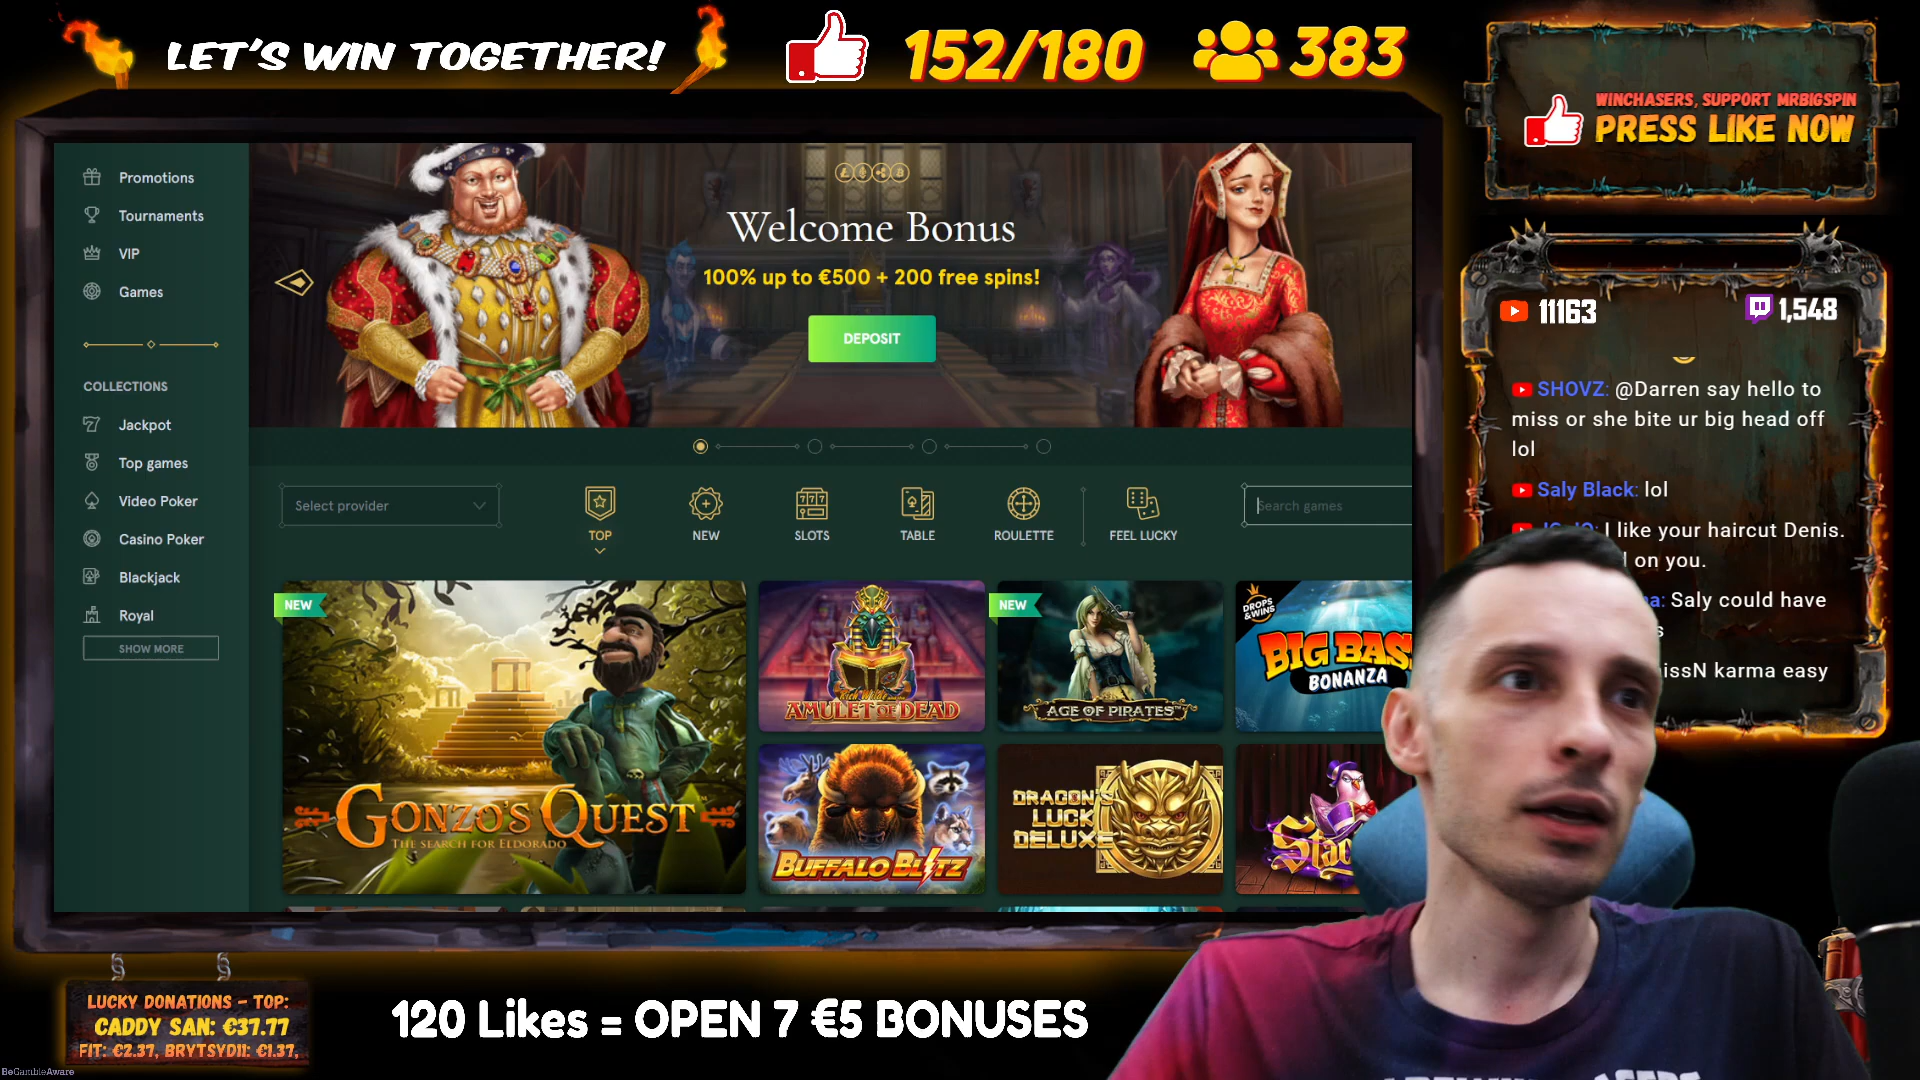 LET'S WIN TOGETHER!
152/180
383
WINCHASERS, SUPPORT MRBIGSPIN
PRESS LIKE NOW
Promotions
Tournaments
VIP
Games
COLLECTIONS
Jackpot
Top games
Video Poker
Casino Poker
Blackjack
Royal
SHOW MORE
Welcome Bonus
100% up to €500 + 200 free spins!
DEPOSIT
Select provider
TOP
NEW
SLOTS
TABLE
ROULETTE
FEEL LUCKY
Search games
NEW
GONZO'S QUEST
THE SEARCH FOR ELDORADO
Rich Wilde
AMULET OF DEAD
NEW
AGE OF PIRATES
DROPS
&WINS
BIG BAS
BONANZA
BUFFALO BLITZ
DRAGON'S
LUCK
DELUXE
11163
1,548
SHOVZ: @Darren say hello to
miss or she bite ur big head off
lol
Saly Black: lol
I like your haircut Denis.
on you.
a: Saly could have
s
issN karma easy
LUCKY DONATIONS - TOP:
CADDY SAN: €37.77
FIT: €2.37, BRYTSYD11: €1.37,
120 Likes = OPEN 7 €5 BONUSES
BeGambleAware